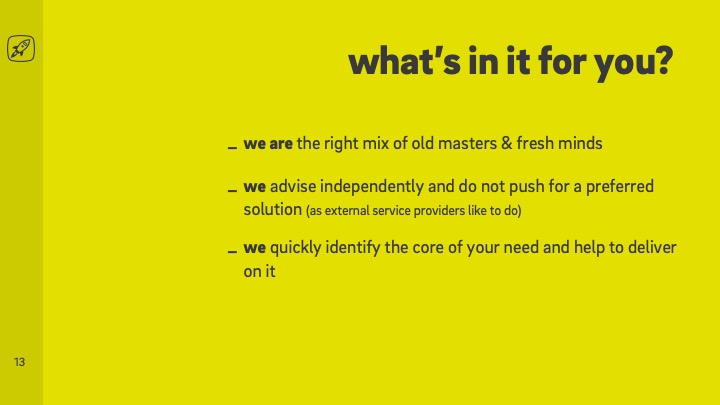 what's in it for you?
_ we are the right mix of old masters & fresh minds
_ we advise independently and do not push for a preferred
solution (as external service providers like to do)
_ we quickly identify the core of your need and help to deliver
on it
13